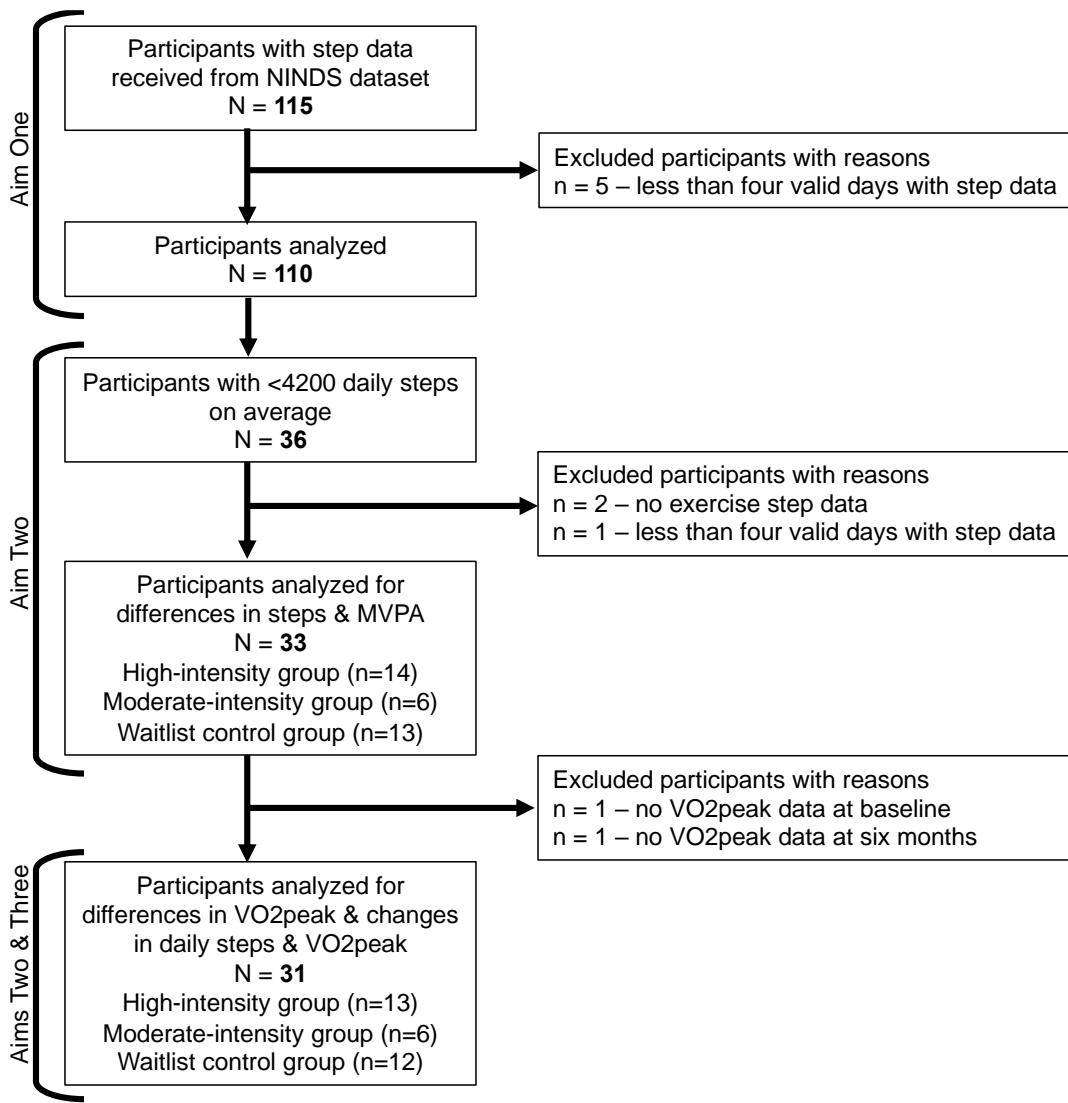 Aim One
Participants with step data
received from NINDS dataset
N = 115
Excluded participants with reasons
n = 5 – less than four valid days with step data
Participants analyzed
N = 110
Aim Two
Participants with <4200 daily steps
on average
N = 36
Excluded participants with reasons
n = 2 – no exercise step data
n = 1 – less than four valid days with step data
Participants analyzed for
differences in steps & MVPA
N = 33
High-intensity group (n=14)
Moderate-intensity group (n=6)
Waitlist control group (n=13)
Excluded participants with reasons
n = 1 – no VO2peak data at baseline
n = 1 – no VO2peak data at six months
Aims Two & Three
Participants analyzed for
differences in VO2peak & changes
in daily steps & VO2peak
N = 31
High-intensity group (n=13)
Moderate-intensity group (n=6)
Waitlist control group (n=12)